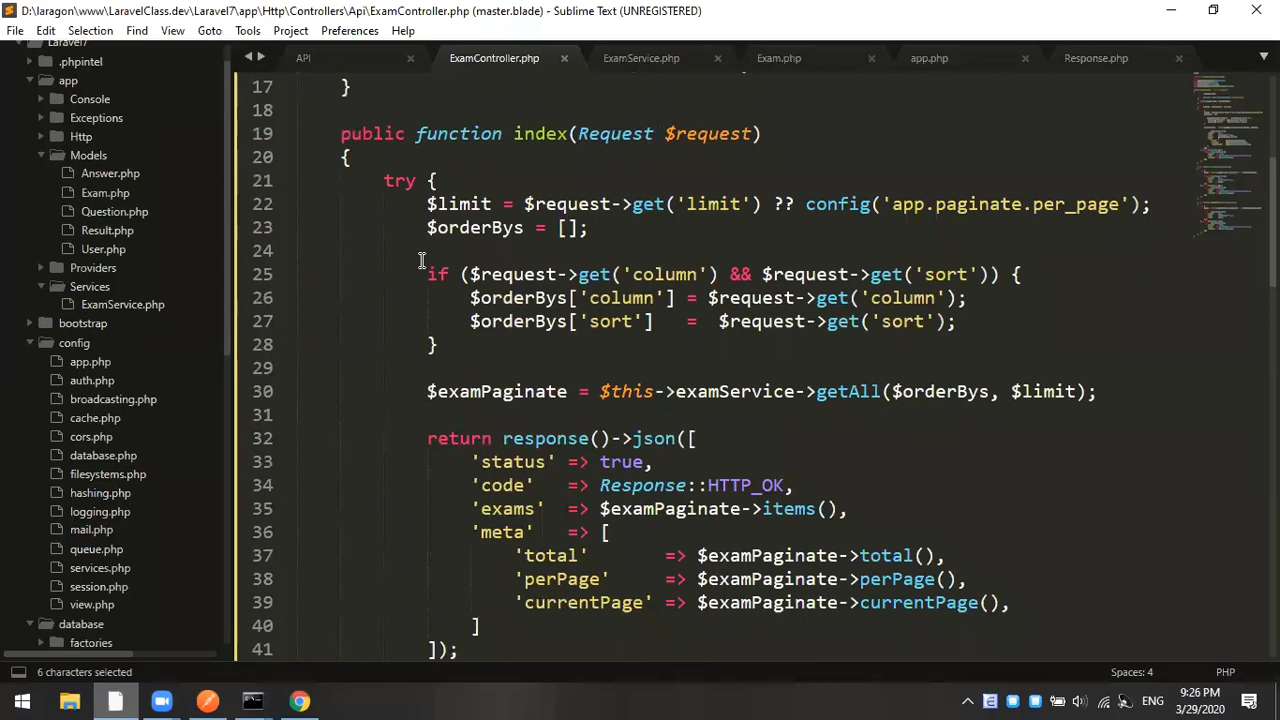 D:\laragon\www\LaravelClass.dev\Laravel7\app\Http\Controllers\Api\ExamController.php (master.blade) - Sublime Text (UNREGISTERED)
File Edit Selection Find View Goto Tools Project Preferences Help
Laravel7
.phpintel
app
Console
Exceptions
Http
Models
Answer.php
Exam.php
Question.php
Result.php
User.php
Providers
Services
ExamService.php
bootstrap
config
app.php
auth.php
broadcasting.php
cache.php
cors.php
database.php
filesystems.php
hashing.php
logging.php
mail.php
queue.php
services.php
session.php
view.php
database
factories
API ExamController.php ExamService.php Exam.php app.php Response.php
17 }
18
19 public function index(Request $request)
20 {
21 try {
22 $limit = $request->get('limit') ?? config('app.paginate.per_page');
23 $orderBys = [];
24
25 if ($request->get('column') && $request->get('sort')) {
26 $orderBys['column'] = $request->get('column');
27 $orderBys['sort'] = $request->get('sort');
28 }
29
30 $examPaginate = $this->examService->getAll($orderBys, $limit);
31
32 return response()->json([
33 'status' => true,
34 'code' => Response::HTTP_OK,
35 'exams' => $examPaginate->items(),
36 'meta' => [
37 'total' => $examPaginate->total(),
38 'perPage' => $examPaginate->perPage(),
39 'currentPage' => $examPaginate->currentPage(),
40 ]
41 ]);
6 characters selected Spaces: 4 PHP
ENG 9:26 PM
3/29/2020